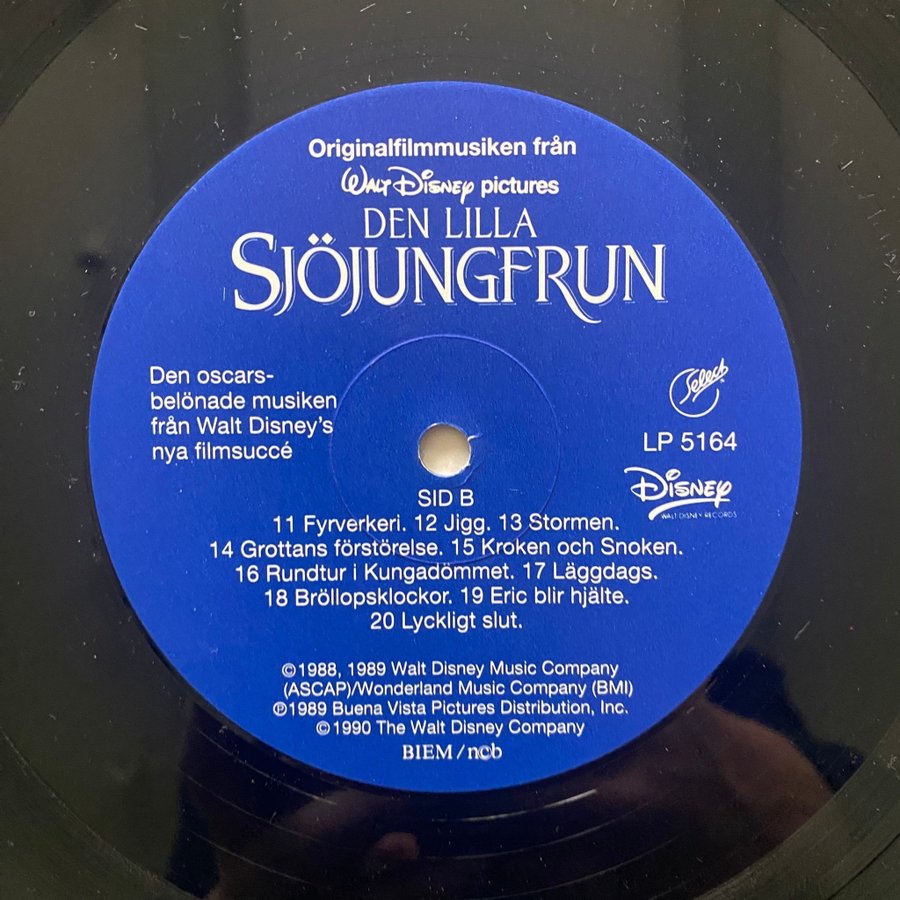 Originalfilmmusiken från
WALT DISNEY pictures
DEN LILLA
SJÖJUNGFRUN
Den oscars-
belönade musiken
från Walt Disney's
nya filmsuccé
Select
LP 5164
DISNEY
WALT DISNEY RECORDS
SID B
11 Fyrverkeri. 12 Jigg. 13 Stormen.
14 Grottans förstörelse. 15 Kroken och Snoken.
16 Rundtur i Kungadömmet. 17 Läggdags.
18 Bröllopsklockor. 19 Eric blir hjälte.
20 Lyckligt slut.
©1988, 1989 Walt Disney Music Company
(ASCAP)/Wonderland Music Company (BMI)
℗1989 Buena Vista Pictures Distribution, Inc.
©1990 The Walt Disney Company
BIEM/ncb